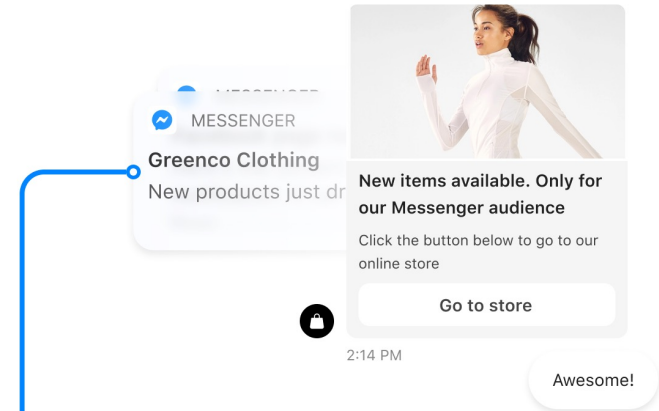 MESSENGER
Greenco Clothing
New products just dr
New items available. Only for
our Messenger audience
Click the button below to go to our
online store
Go to store
2:14 PM
Awesome!